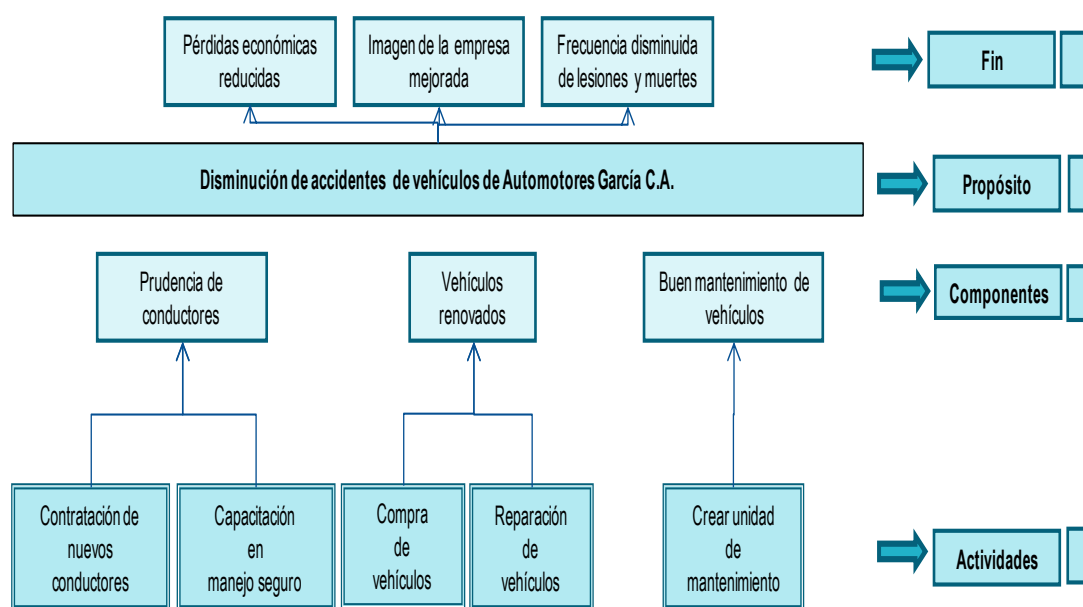 Pérdidas económicas
reducidas
Imagen de la empresa
mejorada
Frecuencia disminuida
de lesiones y muertes
Fin
Disminución de accidentes de vehículos de Automotores García C.A.
Propósito
Prudencia de
conductores
Vehículos
renovados
Buen mantenimiento de
vehículos
Componentes
Contratación de
nuevos
conductores
Capacitación
en
manejo seguro
Compra
de
vehículos
Reparación
de
vehículos
Crear unidad
de
mantenimiento
Actividades